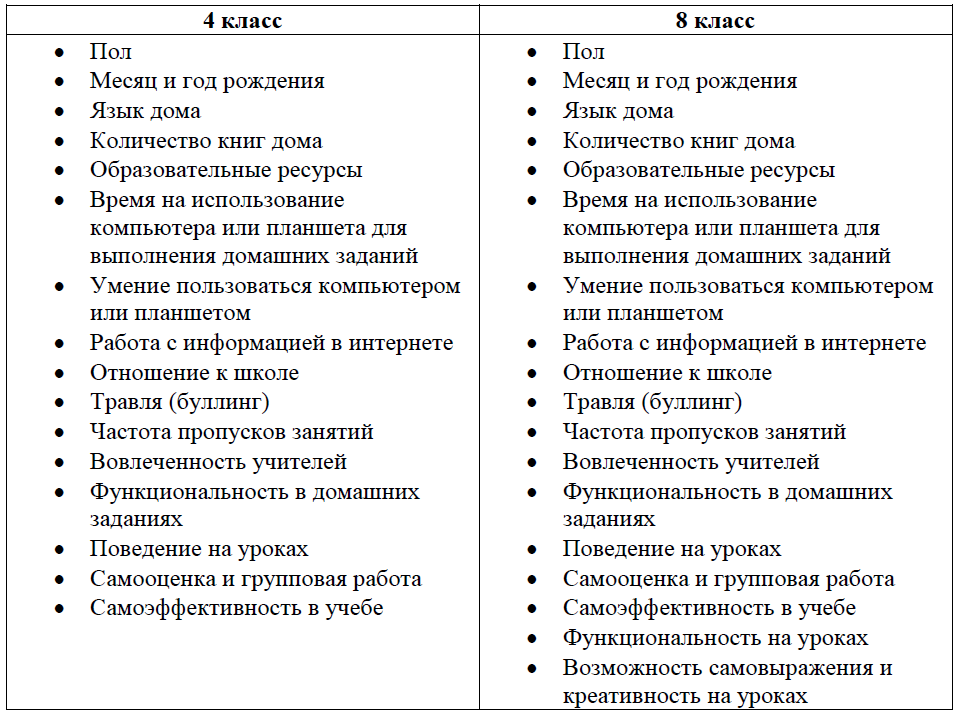 4 класс
• Пол
• Месяц и год рождения
• Язык дома
• Количество книг дома
• Образовательные ресурсы
• Время на использование
компьютера или планшета для
выполнения домашних заданий
• Умение пользоваться компьютером
или планшетом
• Работа с информацией в интернете
• Отношение к школе
• Травля (буллинг)
• Частота пропусков занятий
• Вовлеченность учителей
• Функциональность в домашних
заданиях
• Поведение на уроках
• Самооценка и групповая работа
• Самоэффективность в учебе
8 класс
• Пол
• Месяц и год рождения
• Язык дома
• Количество книг дома
• Образовательные ресурсы
• Время на использование
компьютера или планшета для
выполнения домашних заданий
• Умение пользоваться компьютером
или планшетом
• Работа с информацией в интернете
• Отношение к школе
• Травля (буллинг)
• Частота пропусков занятий
• Вовлеченность учителей
• Функциональность в домашних
заданиях
• Поведение на уроках
• Самооценка и групповая работа
• Самоэффективность в учебе
• Функциональность на уроках
• Возможность самовыражения и
креативность на уроках